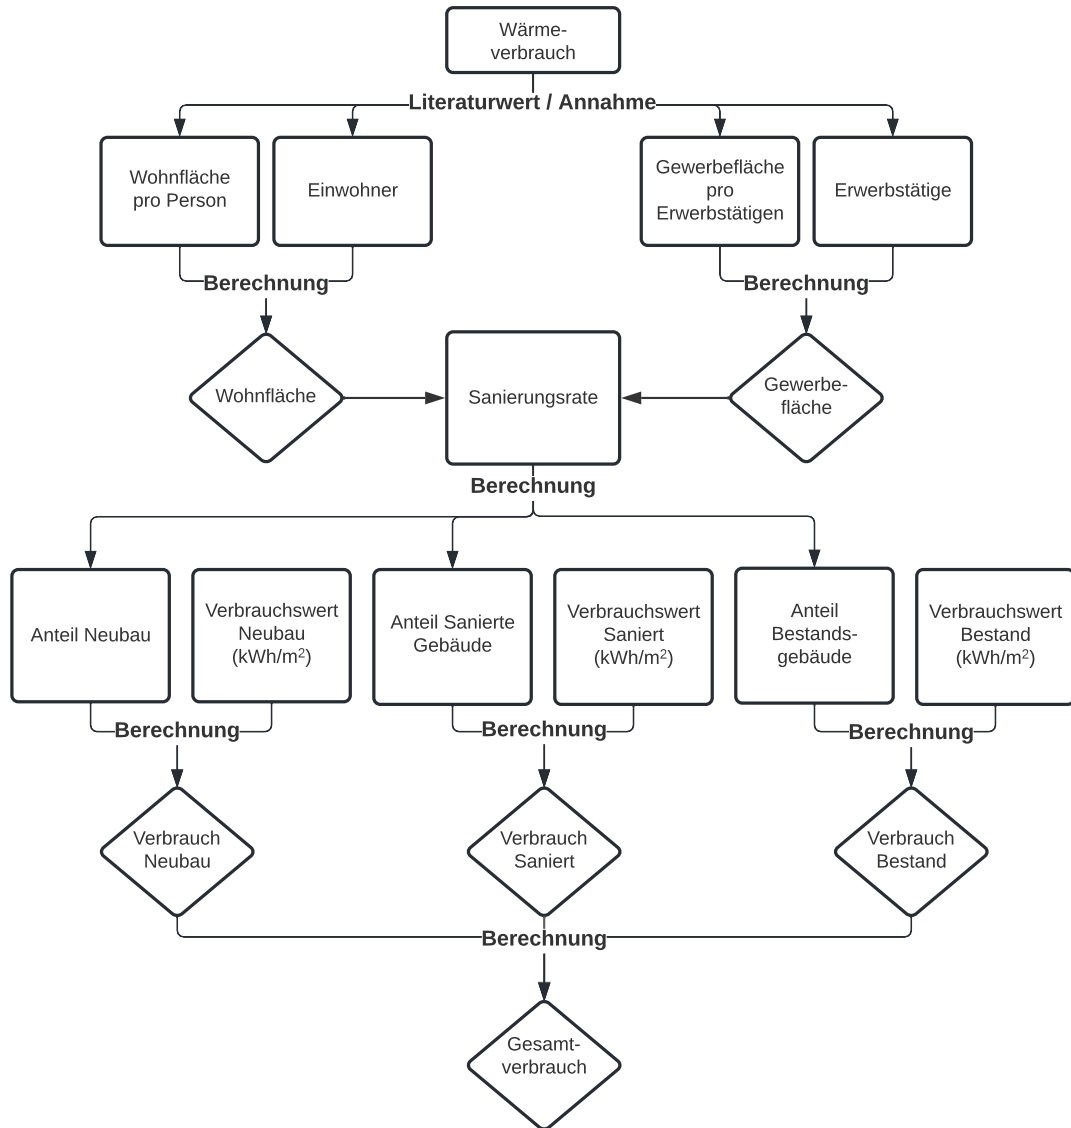 Wärme-
verbrauch
Literaturwert / Annahme
Wohnfläche
pro Person
Einwohner
Gewerbefläche
pro
Erwerbstätigen
Erwerbstätige
Berechnung
Berechnung
Wohnfläche
Sanierungsrate
Gewerbe-
fläche
Berechnung
Anteil Neubau
Verbrauchswert
Neubau
(kWh/m²)
Anteil Sanierte
Gebäude
Verbrauchswert
Saniert
(kWh/m²)
Anteil
Bestands-
gebäude
Verbrauchswert
Bestand
(kWh/m²)
Berechnung
Berechnung
Berechnung
Verbrauch
Neubau
Verbrauch
Saniert
Verbrauch
Bestand
Berechnung
Gesamt-
verbrauch